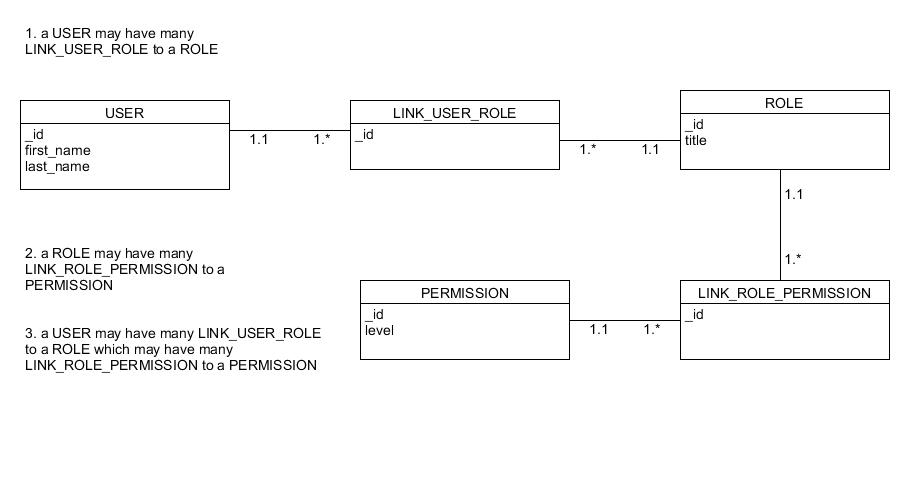 1. a USER may have many
LINK_USER_ROLE to a ROLE
USER
_id
first_name
last_name
1.1
1.*
LINK_USER_ROLE
_id
1.*
1.1
ROLE
_id
title
1.1
1.*
2. a ROLE may have many
LINK_ROLE_PERMISSION to a
PERMISSION
3. a USER may have many LINK_USER_ROLE
to a ROLE which may have many
LINK_ROLE_PERMISSION to a PERMISSION
PERMISSION
_id
level
1.1
1.*
LINK_ROLE_PERMISSION
_id